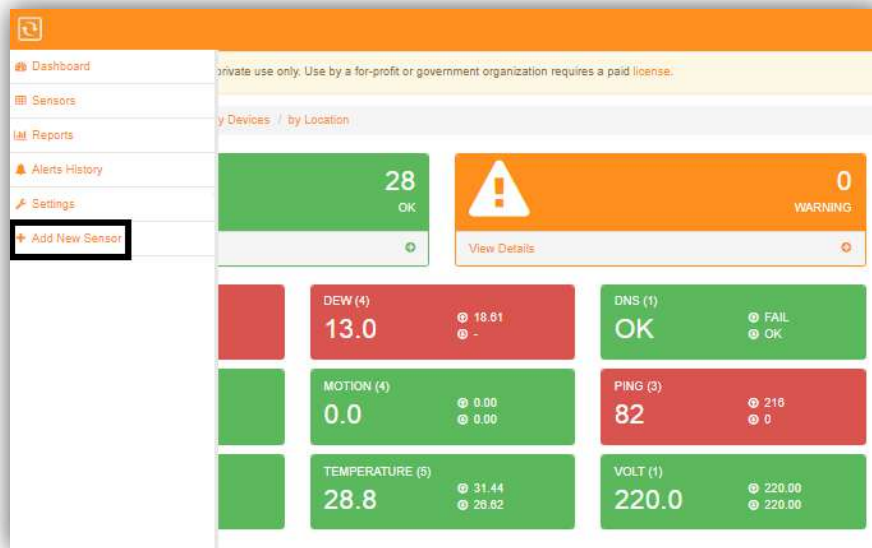 Dashboard
Sensors
Reports
Alerts History
Settings
Add New Sensor
private use only. Use by a for-profit or government organization requires a paid license.
y Devices / by Location
28
OK
0
WARNING
View Details
DEW (4)
13.0
18.61
-
DNS (1)
OK
FAIL
OK
MOTION (4)
0.0
0.00
0.00
PING (3)
82
216
0
TEMPERATURE (5)
28.8
31.44
26.62
VOLT (1)
220.0
220.00
220.00